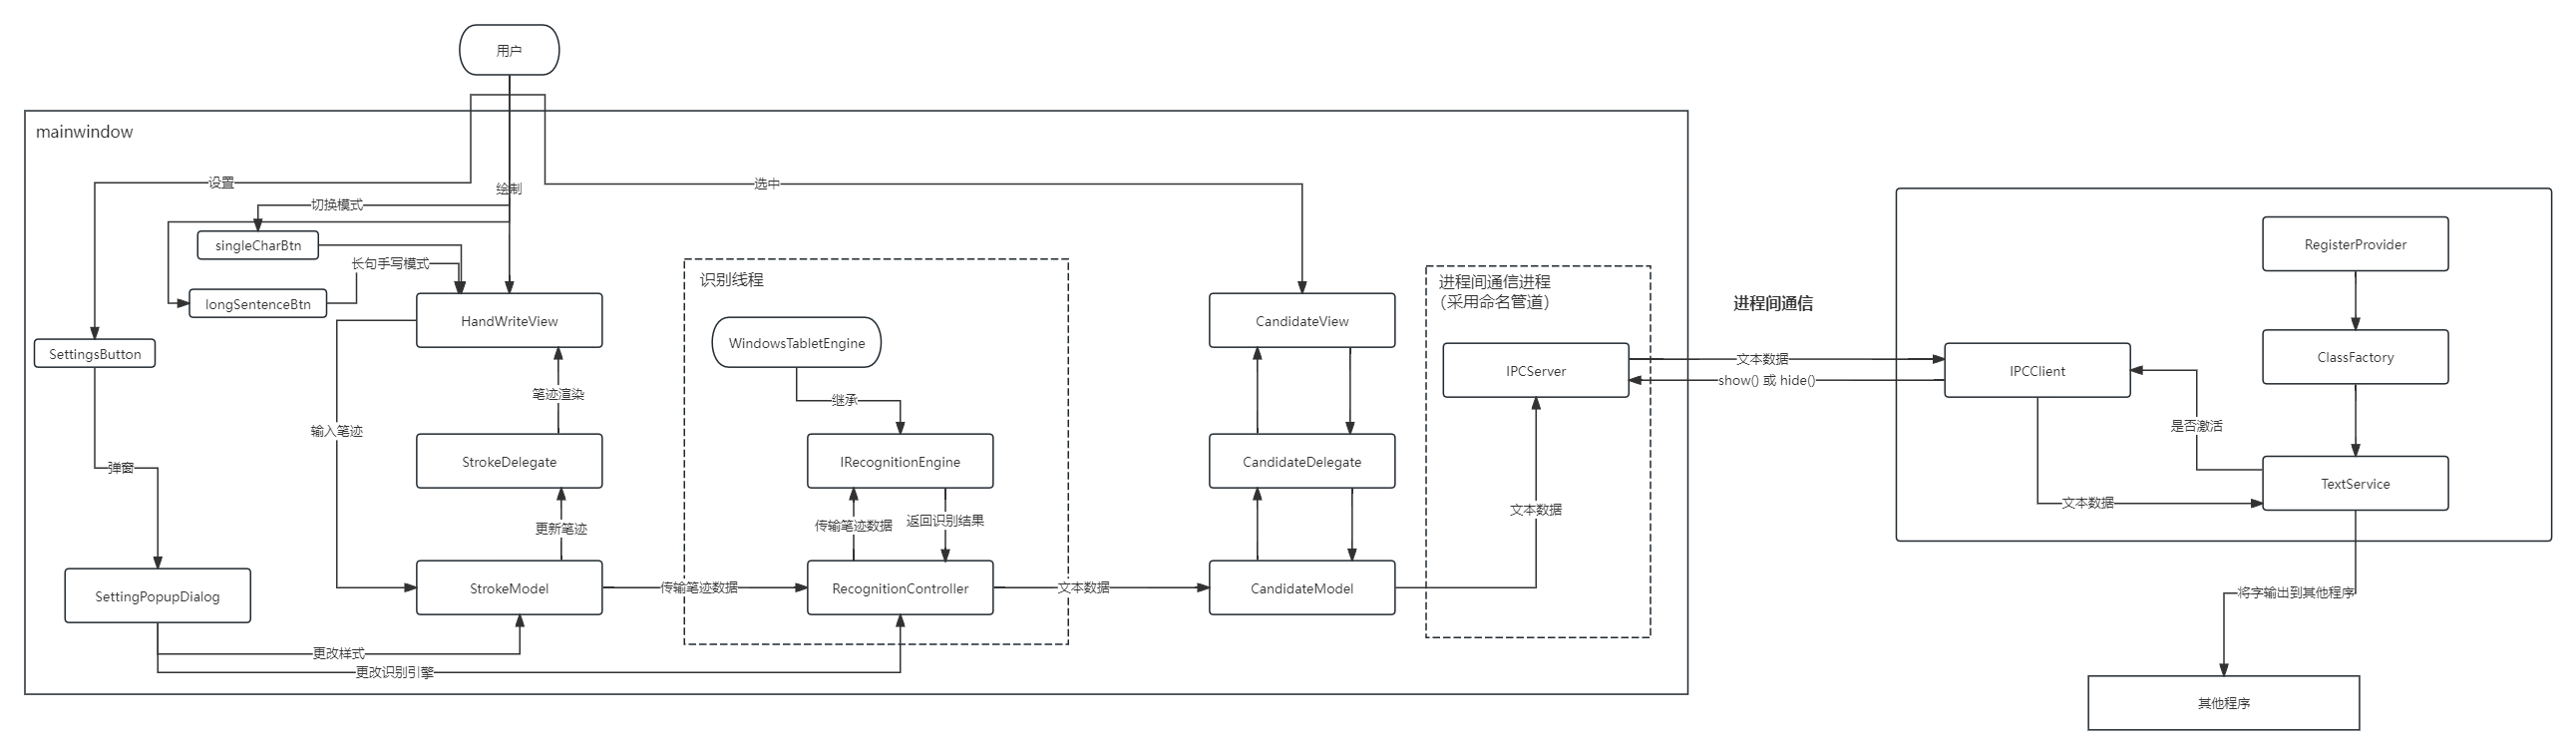 用户
mainwindow
设置
绘制
选中
切换模式
singleCharBtn
长句手写模式
longSentenceBtn
HandWriteView
SettingsButton
弹窗
SettingPopupDialog
输入笔迹
笔迹渲染
StrokeDelegate
更新笔迹
StrokeModel
更改样式
更改识别引擎
传输笔迹数据
识别线程
WindowsTabletEngine
继承
IRecognitionEngine
传输笔迹数据
返回识别结果
RecognitionController
文本数据
CandidateView
CandidateDelegate
CandidateModel
进程间通信进程
（采用命名管道）
IPCServer
文本数据
进程间通信
文本数据
show() 或 hide()
RegisterProvider
ClassFactory
IPCClient
是否激活
TextService
文本数据
将字输出到其他程序
其他程序